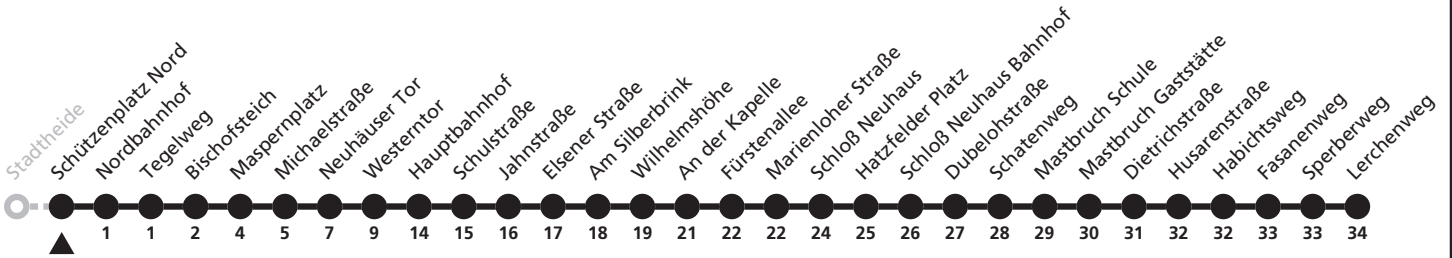 Stadtheide
Schützenplatz Nord
Nordbahnhof
Tegelweg
Bischofsteich
Maspernplatz
Michaelstraße
Neuhäuser Tor
Westerntor
Hauptbahnhof
Schulstraße
Jahnstraße
Elsener Straße
Am Silberbrink
Wilhelmshöhe
An der Kapelle
Fürstenallee
Marienloher Straße
Schloß Neuhaus
Hatzfelder Platz
Schloß Neuhaus Bahnhof
Dubelohstraße
Schatenweg
Mastbruch Schule
Mastbruch Gaststätte
Dietrichstraße
Husarenstraße
Habichtsweg
Fasanenweg
Sperberweg
Lerchenweg
1 1 2 4 5 7 9 14 15 16 17 18 19 21 22 22 24 25 26 27 28 29 30 31 32 32 33 33 34